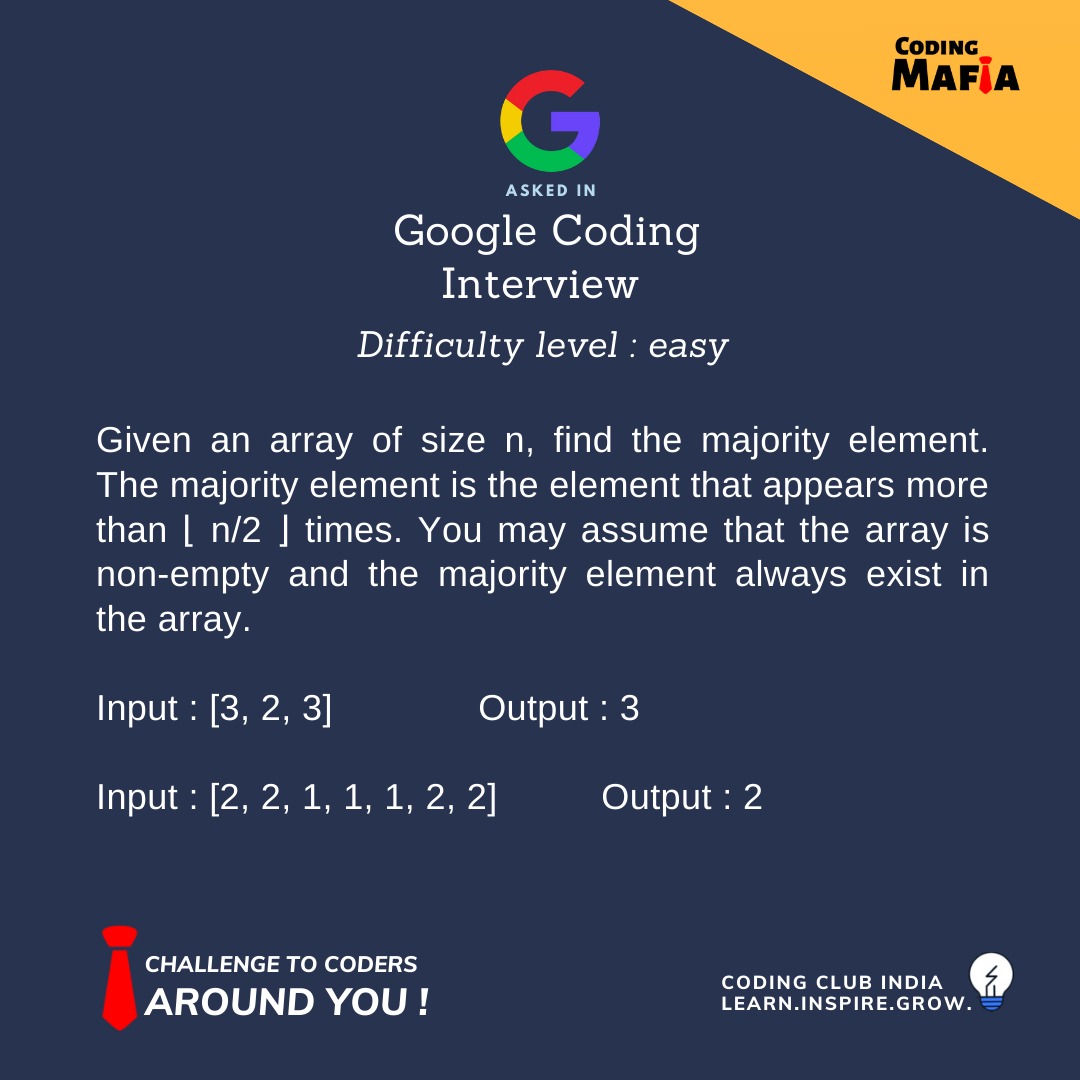 CODING
MAFIA
ASKED IN
Google Coding
Interview
Difficulty level : easy
Given an array of size n, find the majority element.
The majority element is the element that appears more
than ⌊ n/2 ⌋ times. You may assume that the array is
non-empty and the majority element always exist in
the array.
Input : [3, 2, 3] Output : 3
Input : [2, 2, 1, 1, 1, 2, 2] Output : 2
CHALLENGE TO CODERS
AROUND YOU !
CODING CLUB INDIA
LEARN.INSPIRE.GROW.